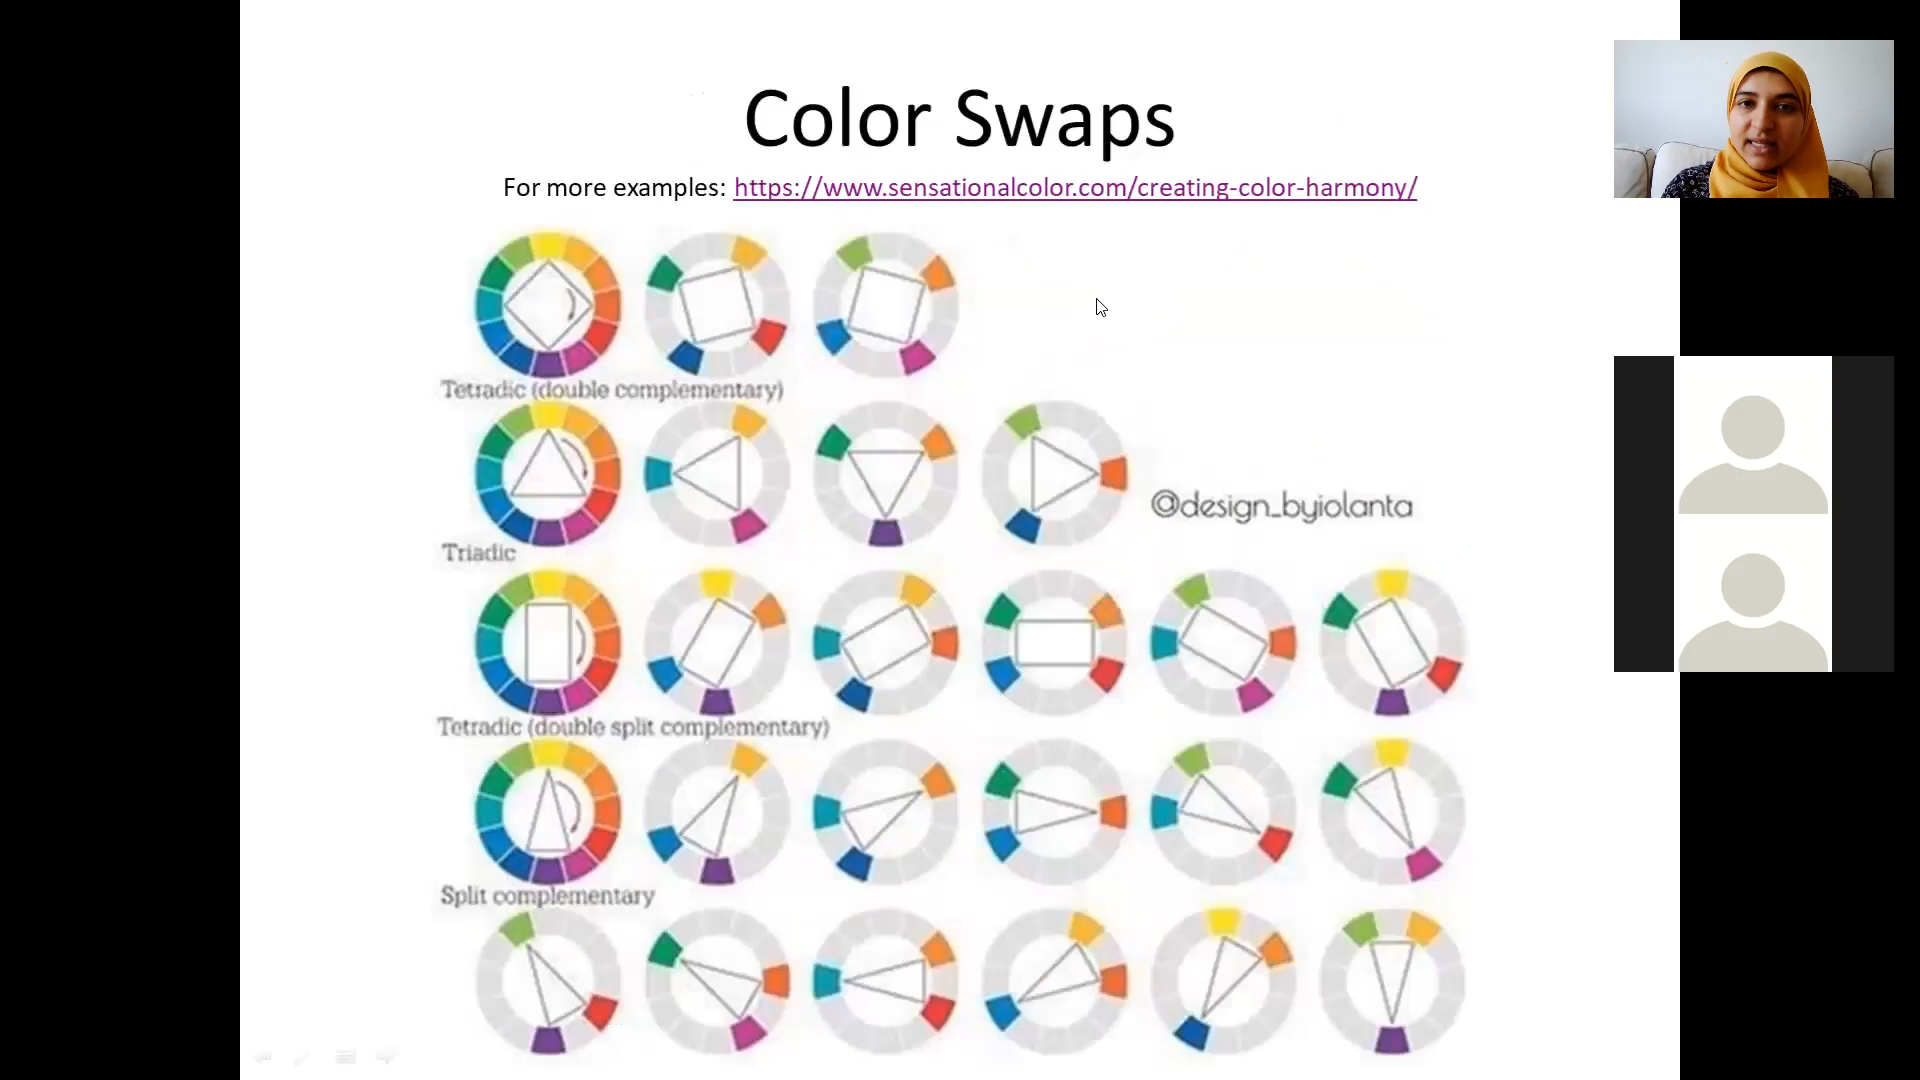 Color Swaps
For more examples: https://www.sensationalcolor.com/creating-color-harmony/
Tetradic (double complementary)
@design_byiolanta
Triadic
Tetradic (double split complementary)
Split complementary